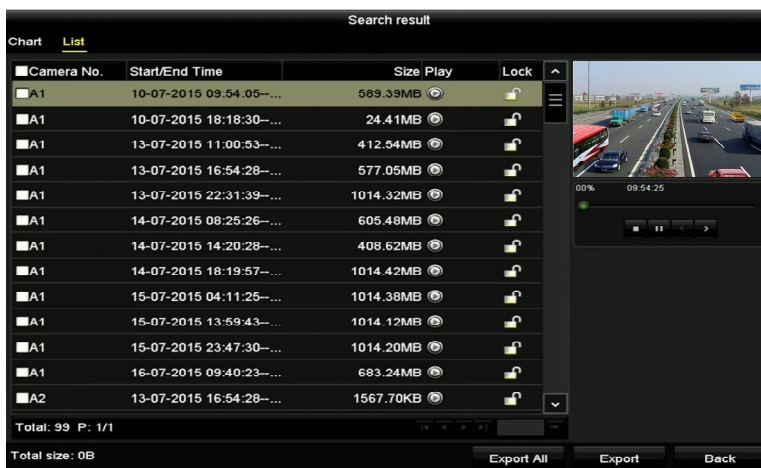 Search result
Chart List
Camera No. Start/End Time Size Play Lock
A1 10-07-2015 09:54:05--... 589.39MB
A1 10-07-2015 18:18:30--... 24.41MB
A1 13-07-2015 11:00:53--... 412.54MB
A1 13-07-2015 16:54:28--... 577.05MB
A1 13-07-2015 22:31:39--... 1014.32MB
A1 14-07-2015 08:25:26--... 605.48MB
A1 14-07-2015 14:20:28--... 408.62MB
A1 14-07-2015 18:19:57--... 1014.42MB
A1 15-07-2015 04:11:25--... 1014.38MB
A1 15-07-2015 13:59:43--... 1014.12MB
A1 15-07-2015 23:47:30--... 1014.20MB
A1 16-07-2015 09:40:23--... 683.24MB
A2 13-07-2015 16:54:28--... 1567.70KB
00% 09:54:25
Total: 99 P: 1/1
Total size: 0B
Export All Export Back